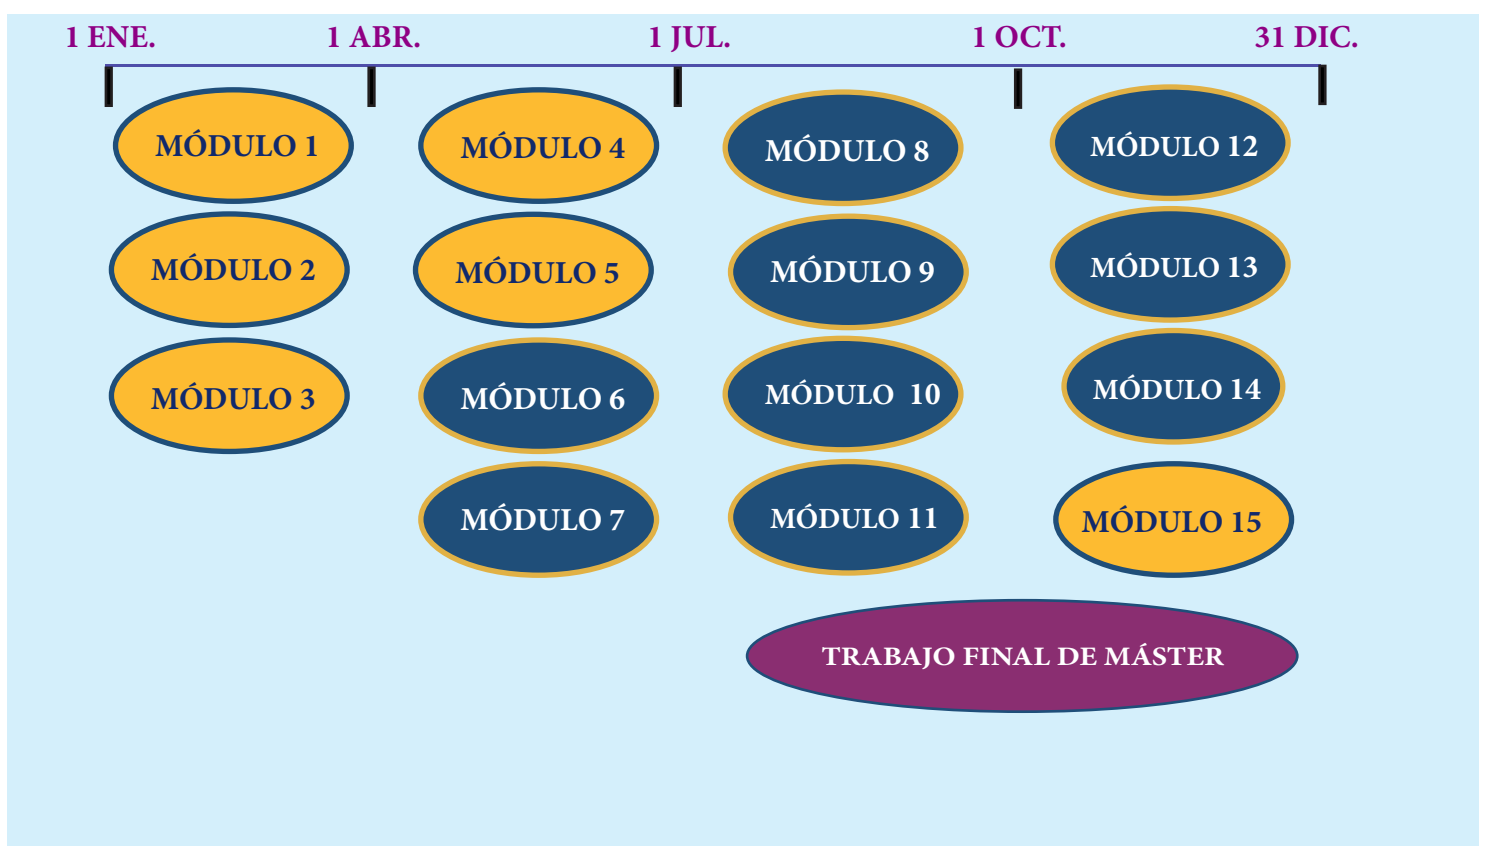 1 ENE.
1 ABR.
1 JUL.
1 OCT.
31 DIC.
MÓDULO 1
MÓDULO 4
MÓDULO 8
MÓDULO 12
MÓDULO 2
MÓDULO 5
MÓDULO 9
MÓDULO 13
MÓDULO 3
MÓDULO 6
MÓDULO 10
MÓDULO 14
MÓDULO 7
MÓDULO 11
MÓDULO 15
TRABAJO FINAL DE MÁSTER